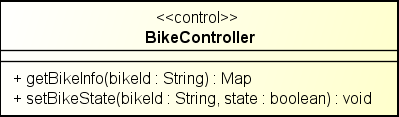 <<control>>
BikeController
+ getBikeInfo(bikeId : String) : Map
+ setBikeState(bikeId : String, state : boolean) : void